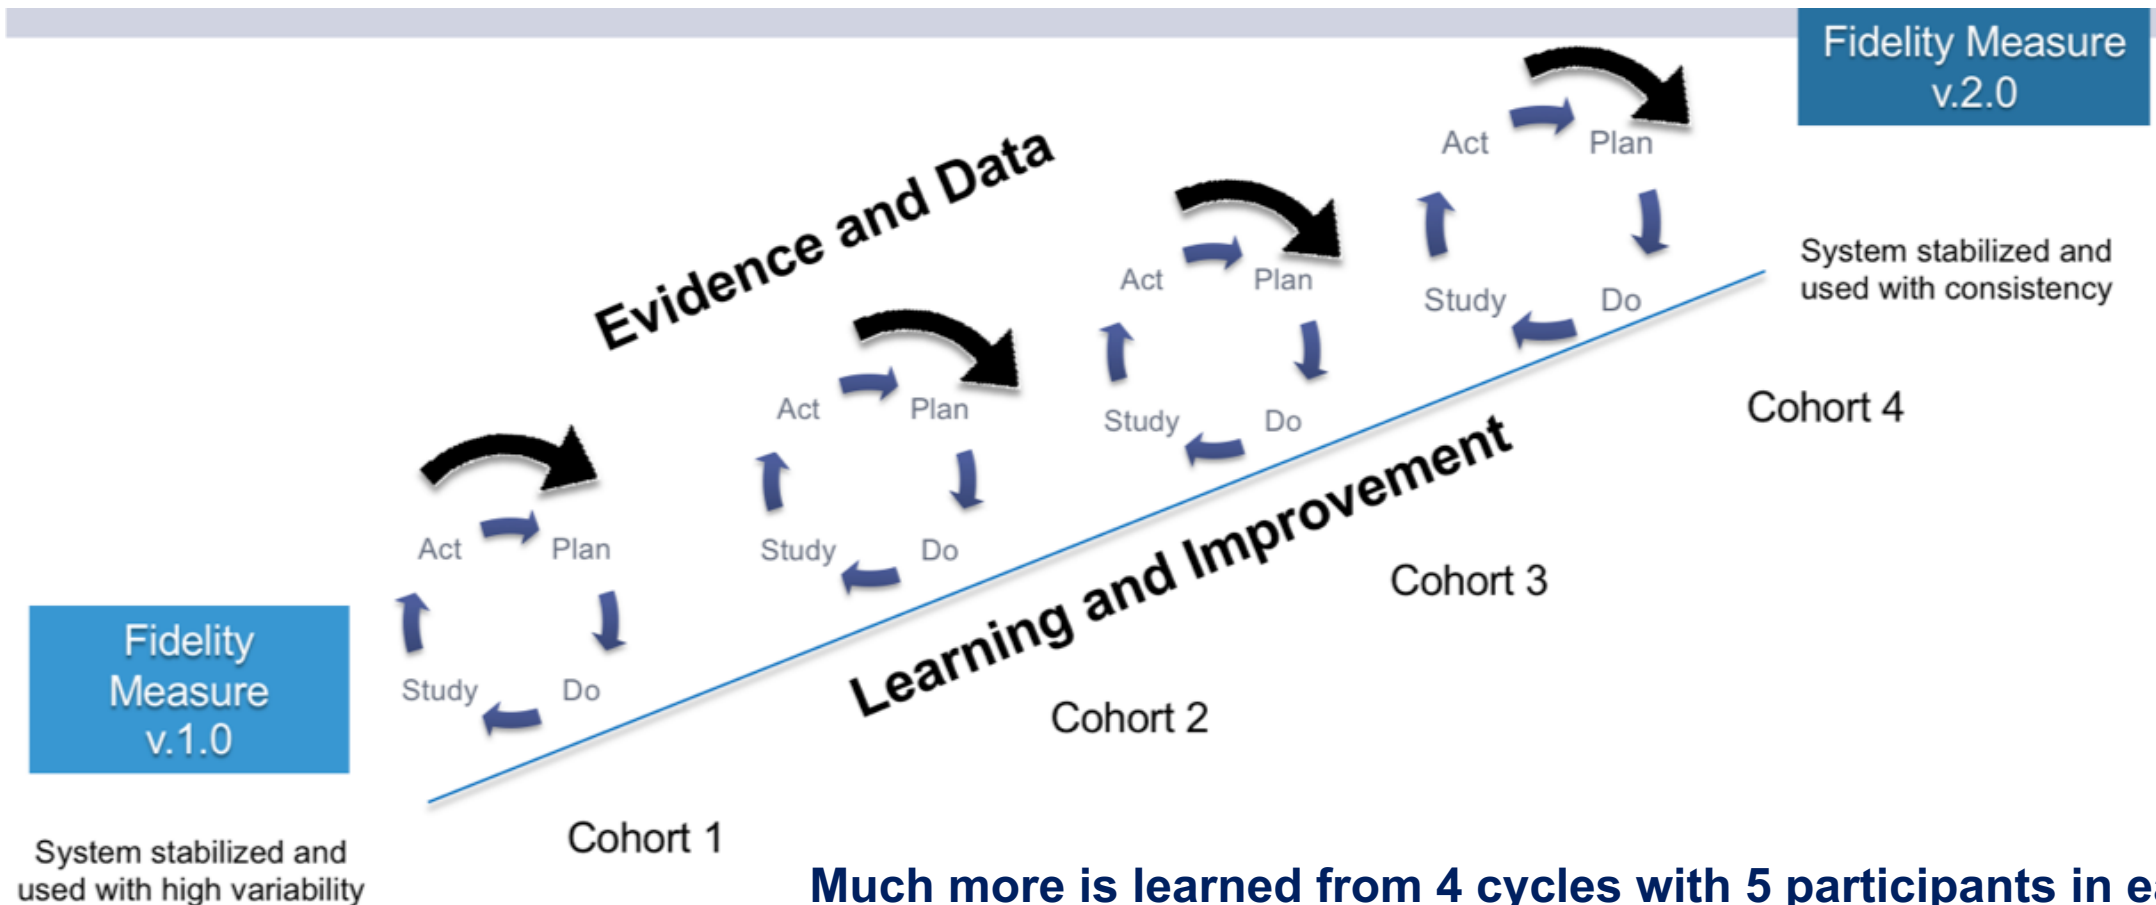 Fidelity Measure
v.2.0
System stabilized and
used with consistency
Evidence and Data
Act
Plan
Study
Do
Cohort 4
Act
Plan
Study
Do
Cohort 3
Act
Plan
Study
Do
Cohort 2
Learning and Improvement
Act
Plan
Study
Do
Cohort 1
Fidelity
Measure
v.1.0
System stabilized and
used with high variability
Much more is learned from 4 cycles with 5 participants in